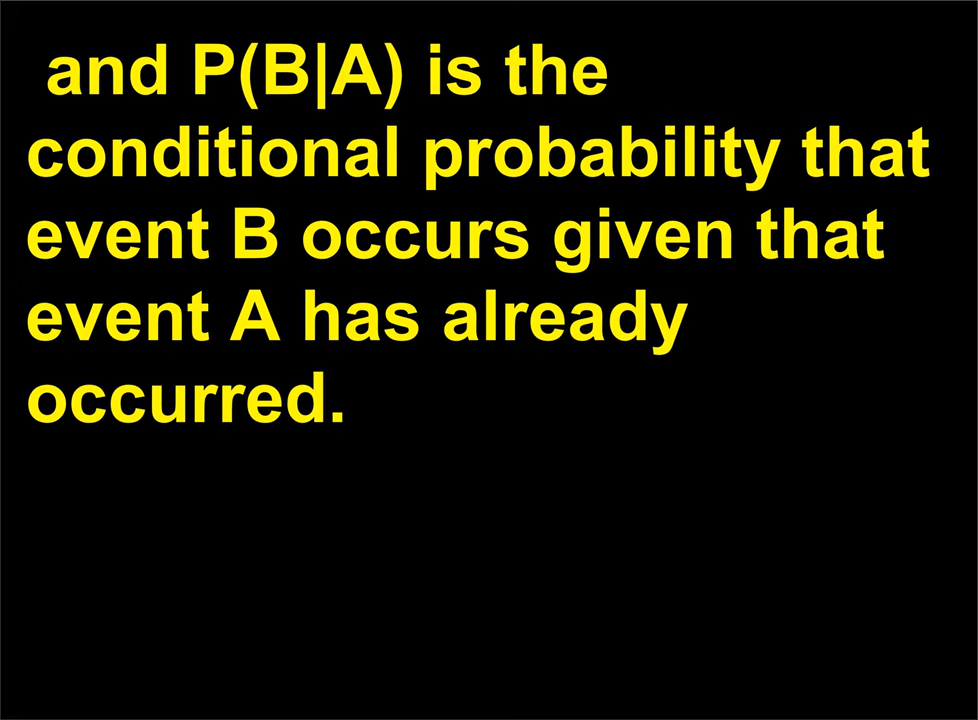 and P(B|A) is the
conditional probability that
event B occurs given that
event A has already
occurred.